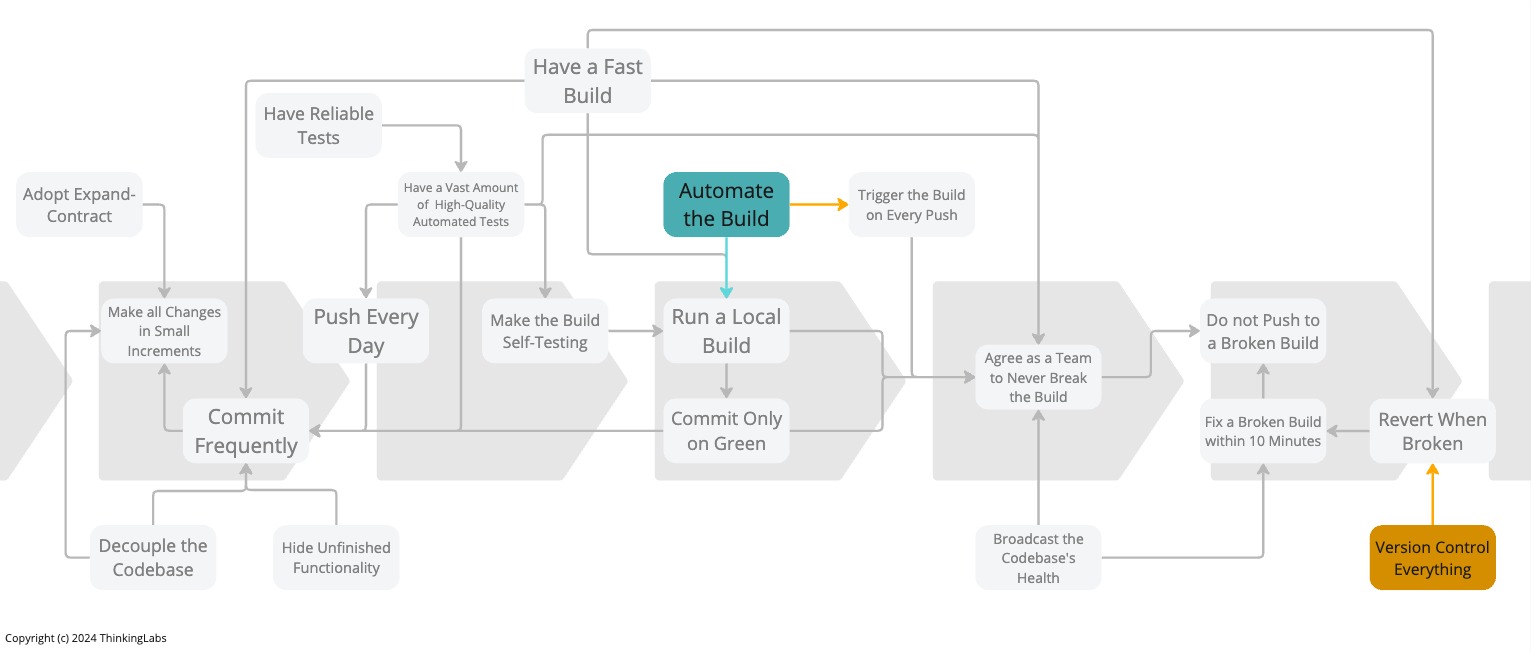 Have a Fast
Build
Have Reliable
Tests
Adopt Expand-
Contract
Have a Vast Amount
of High-Quality
Automated Tests
Automate
the Build
Trigger the Build
on Every Push
Make all Changes
in Small
Increments
Push Every
Day
Make the Build
Self-Testing
Run a Local
Build
Agree as a Team
to Never Break
the Build
Do not Push to
a Broken Build
Commit
Frequently
Commit Only
on Green
Fix a Broken Build
within 10 Minutes
Revert When
Broken
Decouple the
Codebase
Hide Unfinished
Functionality
Broadcast the
Codebase's
Health
Version Control
Everything
Copyright (c) 2024 ThinkingLabs